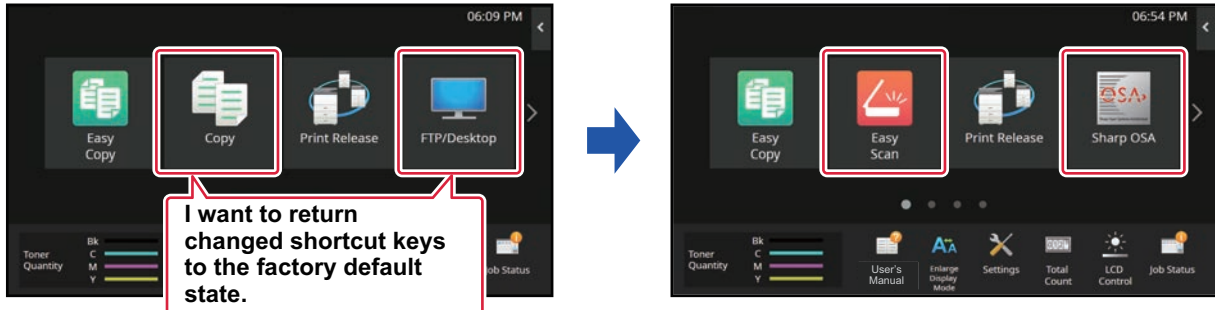 06:09 PM
Easy
Copy
Copy
Print Release
FTP/Desktop
I want to return
changed shortcut keys
to the factory default
state.
Toner
Quantity
Bk
C
M
Y
Job Status
06:54 PM
Easy
Copy
Easy
Scan
Print Release
OSA
Sharp OSA
Toner
Quantity
Bk
C
M
Y
User's
Manual
Enlarge
Display
Mode
Settings
Total
Count
LCD
Control
Job Status